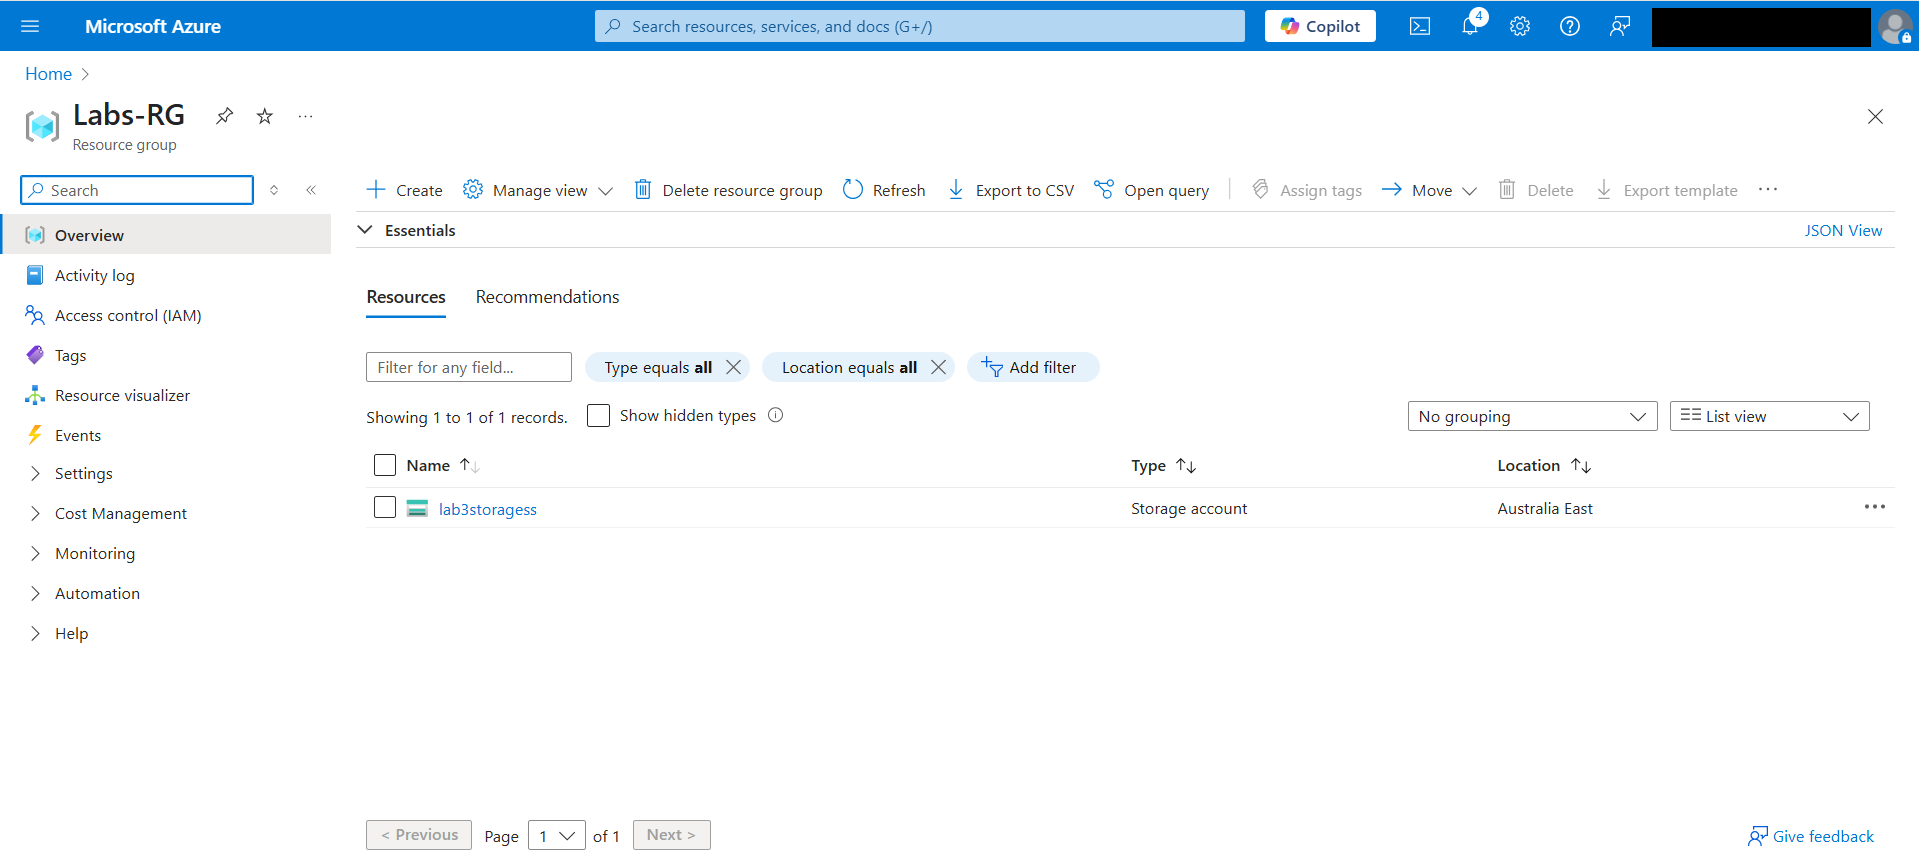 Microsoft Azure
Search resources, services, and docs (G+/)
Copilot
4
Home
Labs-RG
Resource group
Search
Create
Manage view
Delete resource group
Refresh
Export to CSV
Open query
Assign tags
Move
Delete
Export template
Overview
Activity log
Access control (IAM)
Tags
Resource visualizer
Events
Settings
Cost Management
Monitoring
Automation
Help
Essentials
JSON View
Resources
Recommendations
Filter for any field...
Type equals all
Location equals all
Add filter
Showing 1 to 1 of 1 records.
Show hidden types
No grouping
List view
Name
Type
Location
lab3storagess
Storage account
Australia East
< Previous
Page
1
of 1
Next >
Give feedback